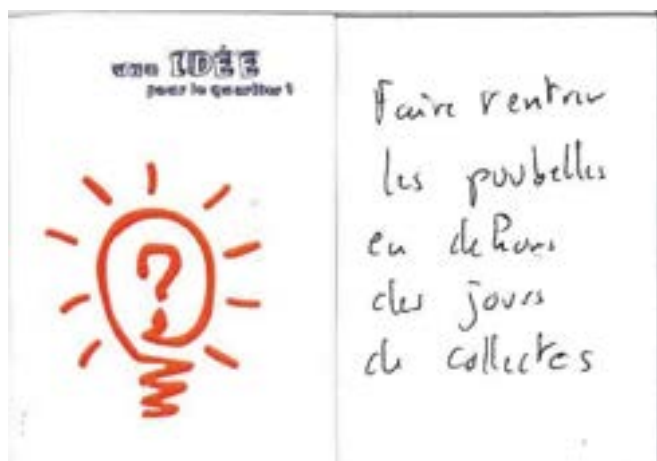 une IDÉE
pour le quartier ?
?
Faire rentrer
les poubelles
en dehors
des jours
de collectes